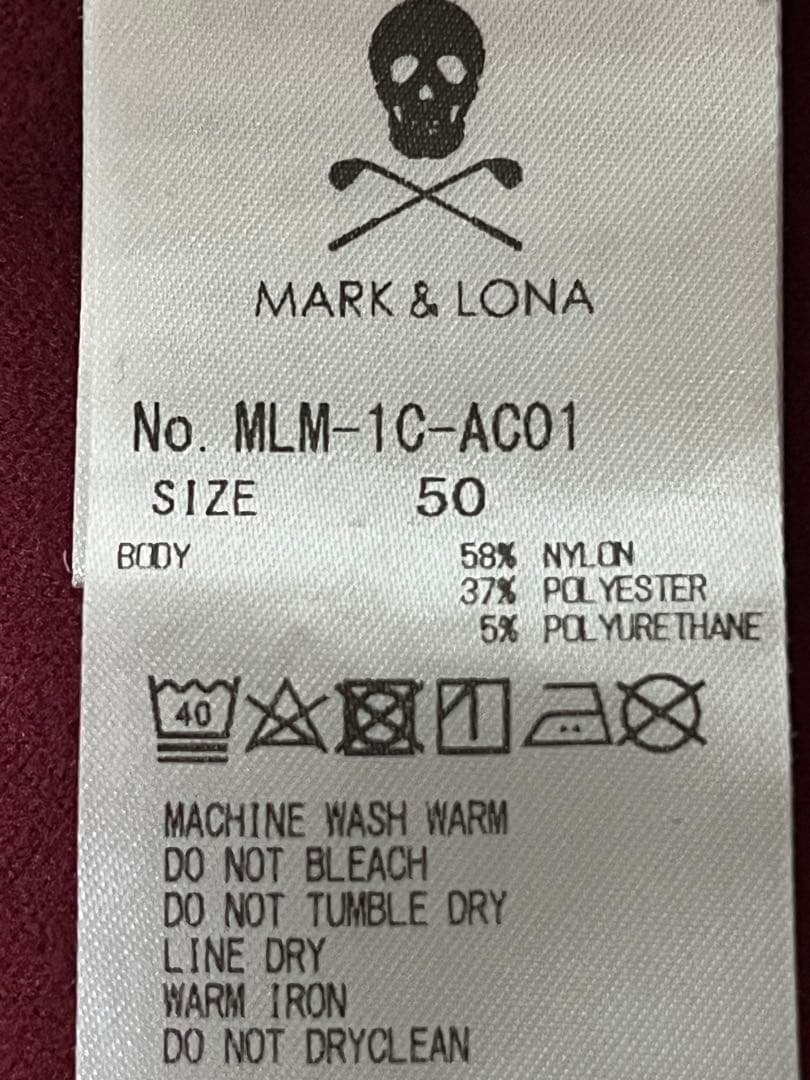 MARK & LONA
No. MLM-1C-AC01
SIZE 50
BODY 58% NYLON
37% POLYESTER
5% POLYURETHANE
40
MACHINE WASH WARM
DO NOT BLEACH
DO NOT TUMBLE DRY
LINE DRY
WARM IRON
DO NOT DRYCLEAN